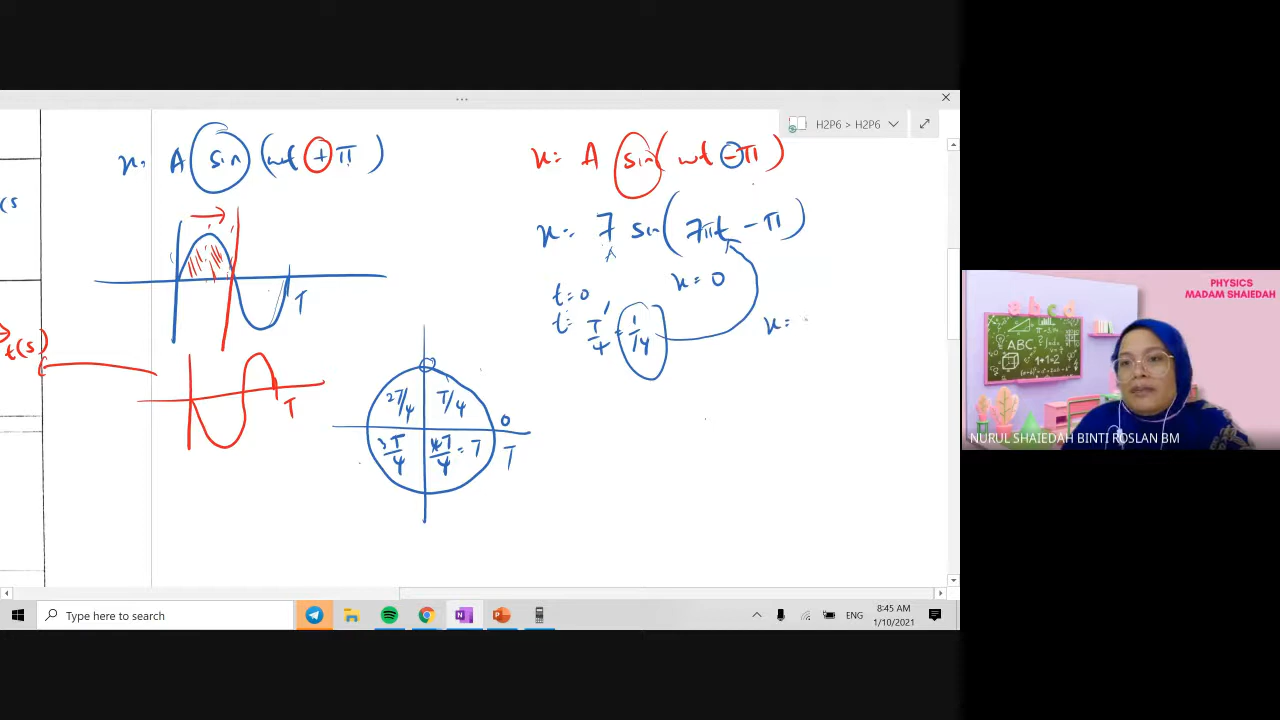 H2P6 > H2P6
x= A sin (wt + π)
x= A sin ( wt - π)
(s
x= 7 sin (7πt - π)
A
x = 0
t=0
t= T/4 = 1/14
x=
T
t(s)
T
2T/4 T/4 0
3T/4 4T/4 = T T
PHYSICS
MADAM SHAIEDAH
ABC
1+1=2
NURUL SHAIEDAH BINTI ROSLAN BM
Type here to search
ENG
8:45 AM
1/10/2021